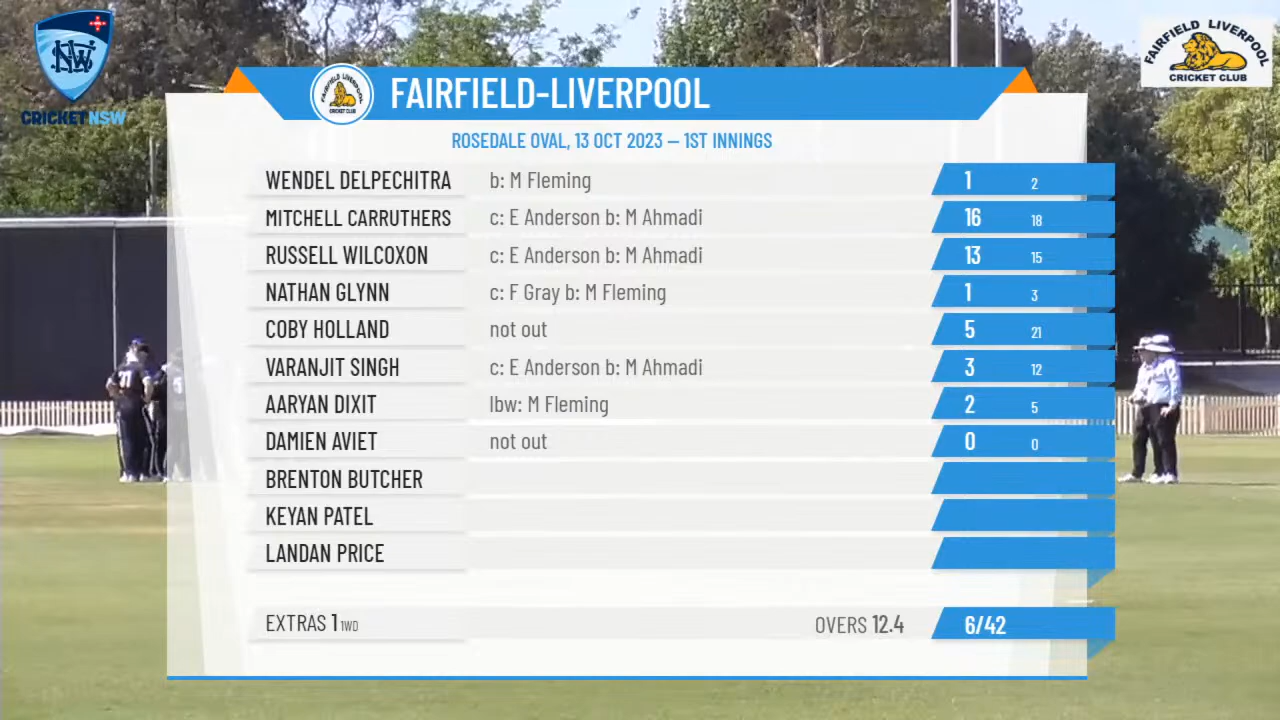 CRICKET NSW
FAIRFIELD LIVERPOOL
CRICKET CLUB
FAIRFIELD LIVERPOOL
CRICKET CLUB
FAIRFIELD-LIVERPOOL
ROSEDALE OVAL, 13 OCT 2023 – 1ST INNINGS
WENDEL DELPECHITRA b: M Fleming 1 2
MITCHELL CARRUTHERS c: E Anderson b: M Ahmadi 16 18
RUSSELL WILCOXON c: E Anderson b: M Ahmadi 13 15
NATHAN GLYNN c: F Gray b: M Fleming 1 3
COBY HOLLAND not out 5 21
VARANJIT SINGH c: E Anderson b: M Ahmadi 3 12
AARYAN DIXIT lbw: M Fleming 2 5
DAMIEN AVIET not out 0 0
BRENTON BUTCHER
KEYAN PATEL
LANDAN PRICE
EXTRAS 1 1WD OVERS 12.4 6/42